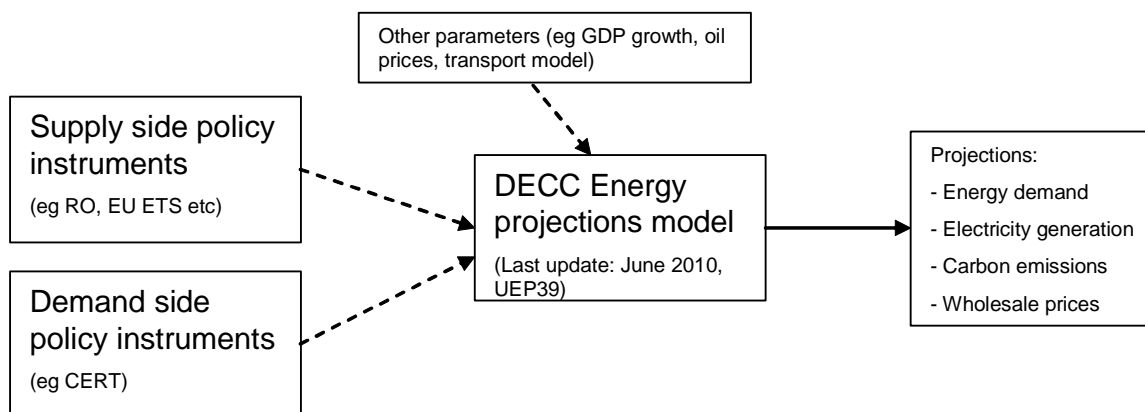 Other parameters (eg GDP growth, oil
prices, transport model)
Supply side policy
instruments
(eg RO, EU ETS etc)
Demand side
policy instruments
(eg CERT)
DECC Energy
projections model
(Last update: June 2010,
UEP39)
Projections:
- Energy demand
- Electricity generation
- Carbon emissions
- Wholesale prices